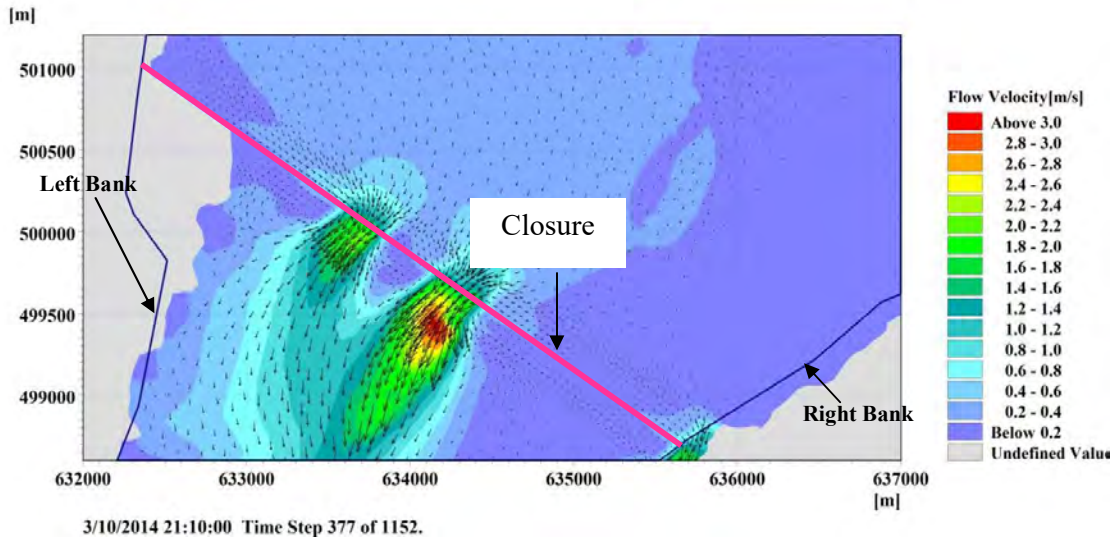 [m]
501000
500500
500000
499500
499000
Left Bank
Closure
Right Bank
632000 633000 634000 635000 636000 637000
[m]
3/10/2014 21:10:00 Time Step 377 of 1152.
Flow Velocity[m/s]
Above 3.0
2.8 - 3.0
2.6 - 2.8
2.4 - 2.6
2.2 - 2.4
2.0 - 2.2
1.8 - 2.0
1.6 - 1.8
1.4 - 1.6
1.2 - 1.4
1.0 - 1.2
0.8 - 1.0
0.6 - 0.8
0.4 - 0.6
0.2 - 0.4
Below 0.2
Undefined Value